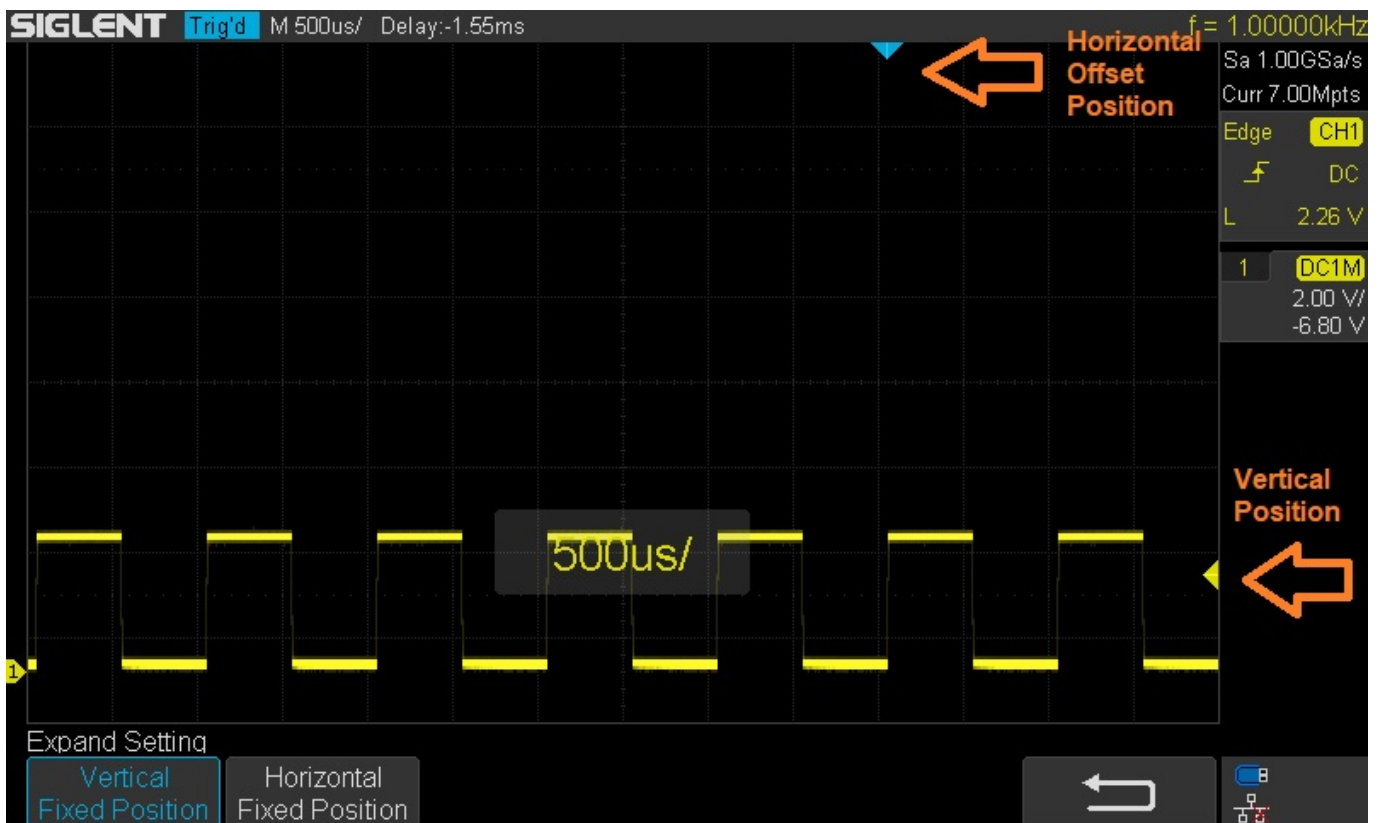 SIGLENT Trig'd M 500us/ Delay:-1.55ms f = 1.00000kHz
Horizontal
Offset
Position
Sa 1.00GSa/s
Curr 7.00Mpts
Edge CH1
DC
L 2.26 V
1 DC1M
2.00 V/
-6.80 V
Vertical
Position
500us/
1
Expand Setting
Vertical
Fixed Position
Horizontal
Fixed Position